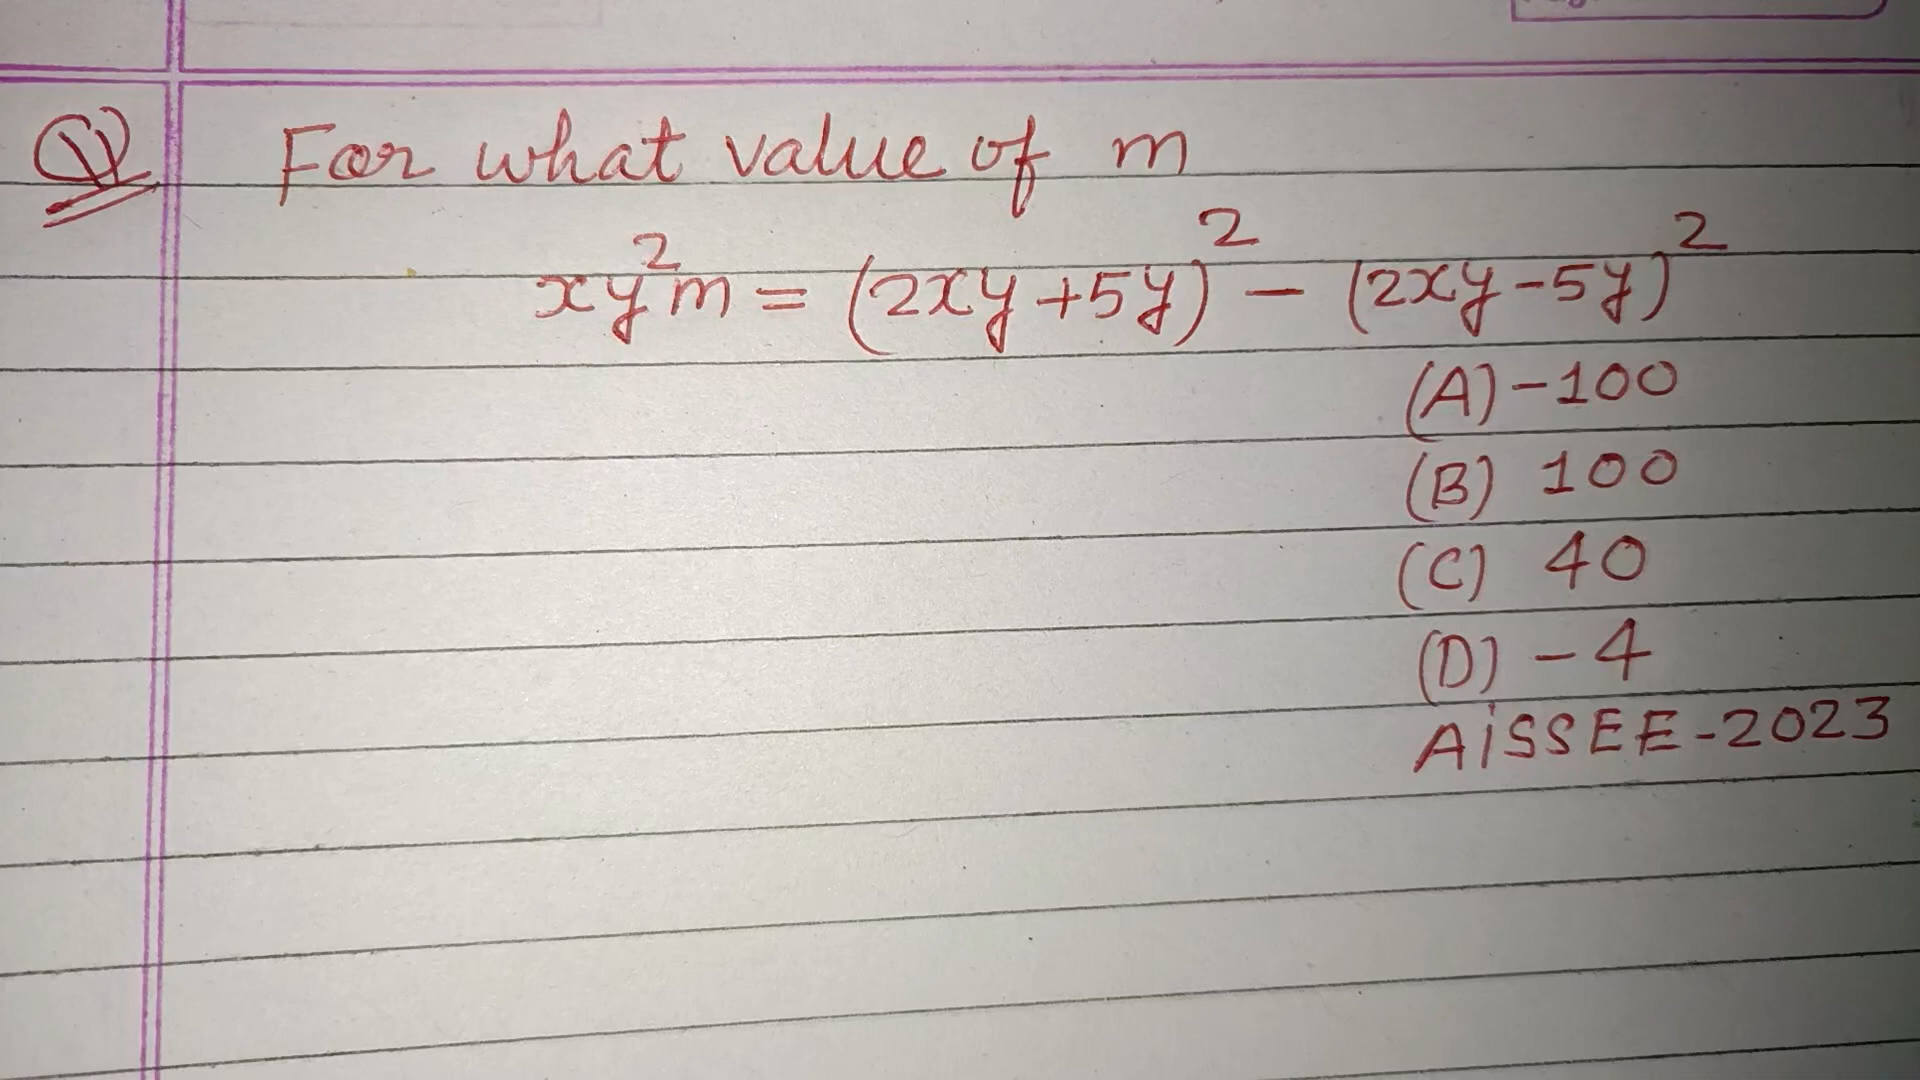 Q For what value of m
xy²m = (2xy+5y)² - (2xy-5y)²
(A) -100
(B) 100
(C) 40
(D) -4
AiSSEE-2023